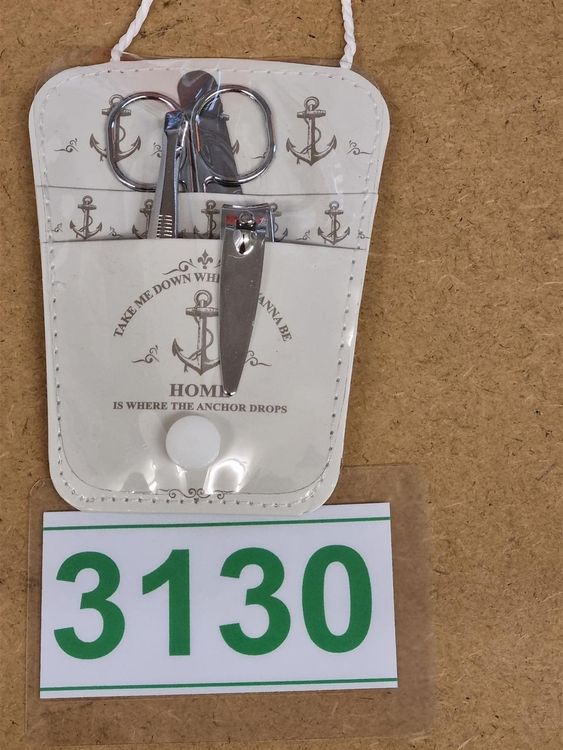 TAKE ME DOWN WH ANNA BE
HOME
IS WHERE THE ANCHOR DROPS
3130